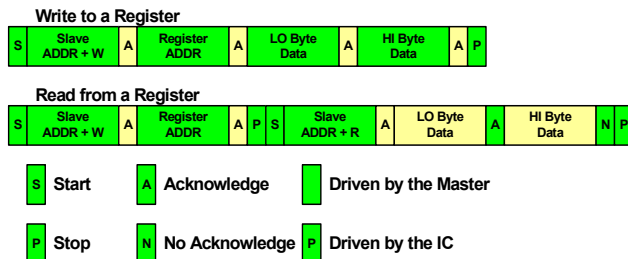 Write to a Register
S Slave ADDR + W A Register ADDR A LO Byte Data A HI Byte Data A P
Read from a Register
S Slave ADDR + W A Register ADDR A P S Slave ADDR + R A LO Byte Data A HI Byte Data N P
S Start A Acknowledge Driven by the Master
P Stop N No Acknowledge P Driven by the IC